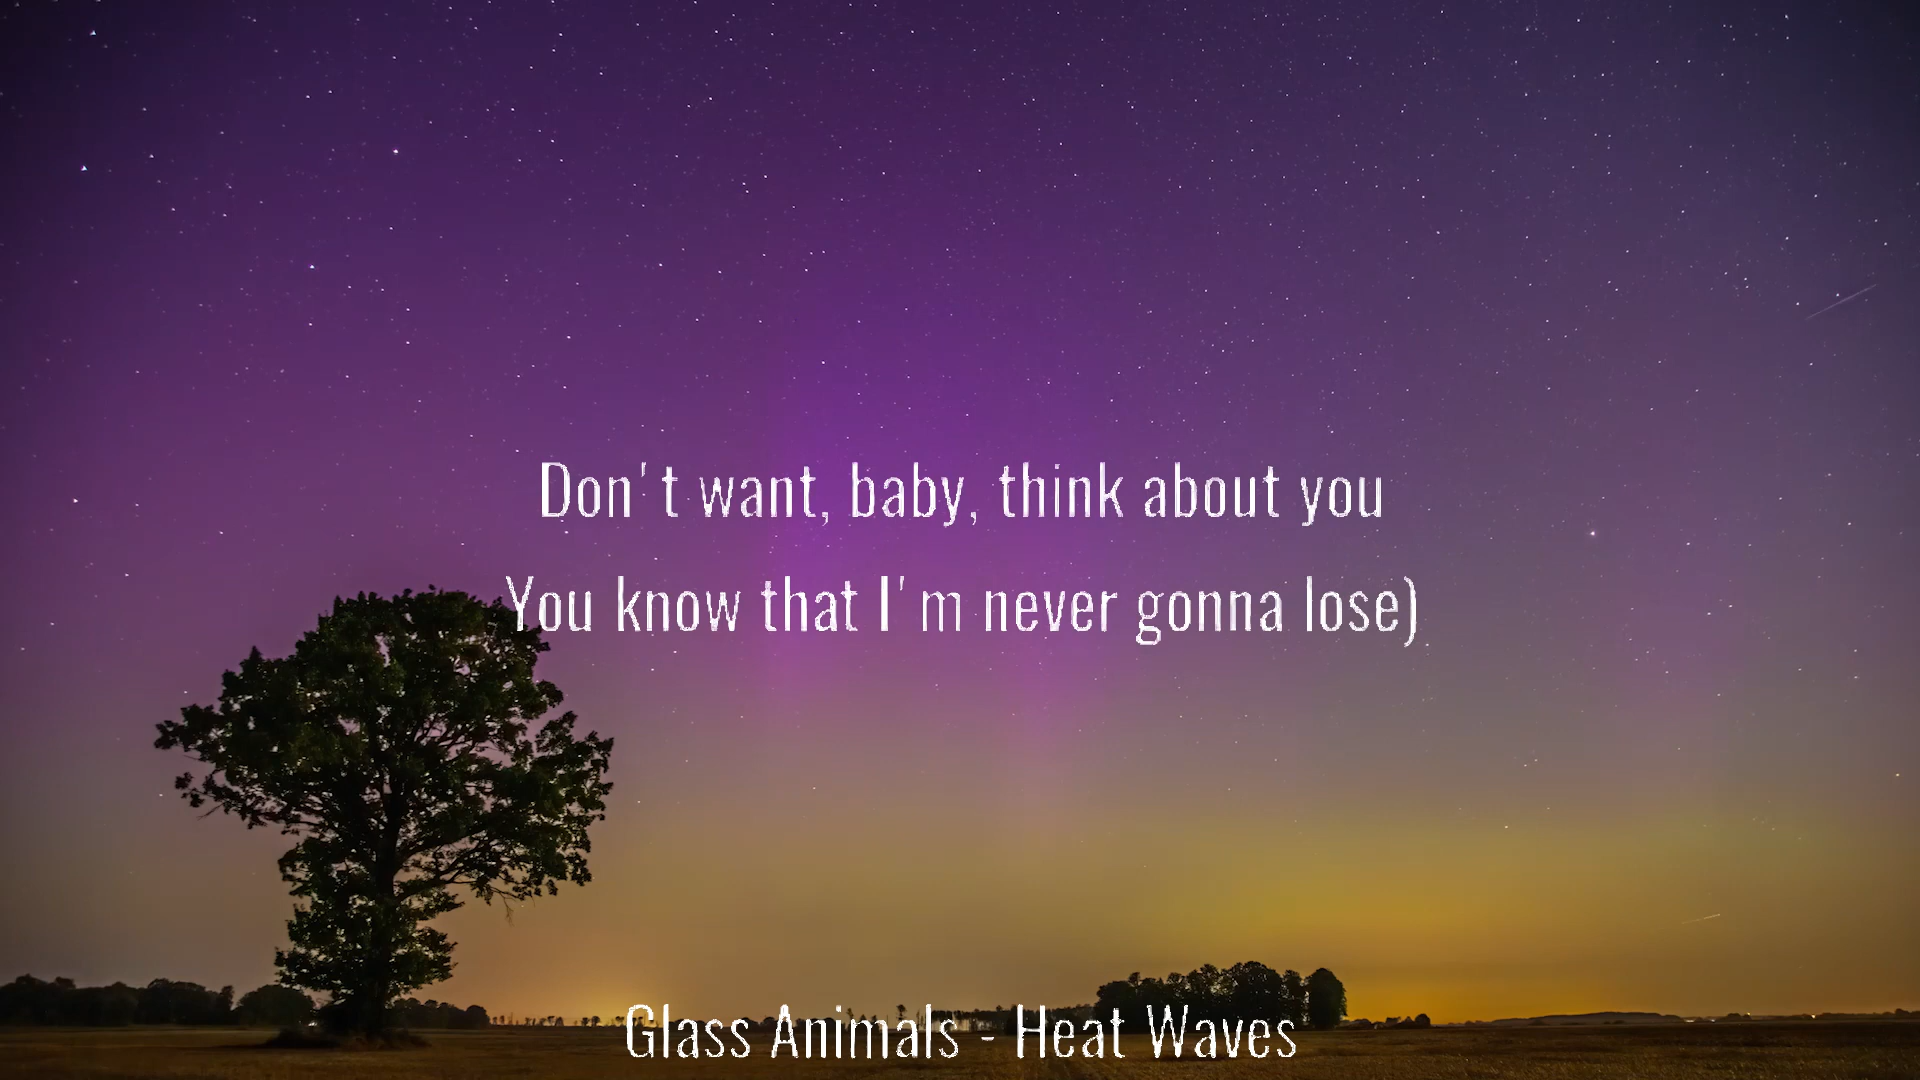 Don't want, baby, think about you
You know that I'm never gonna lose)
Glass Animals - Heat Waves